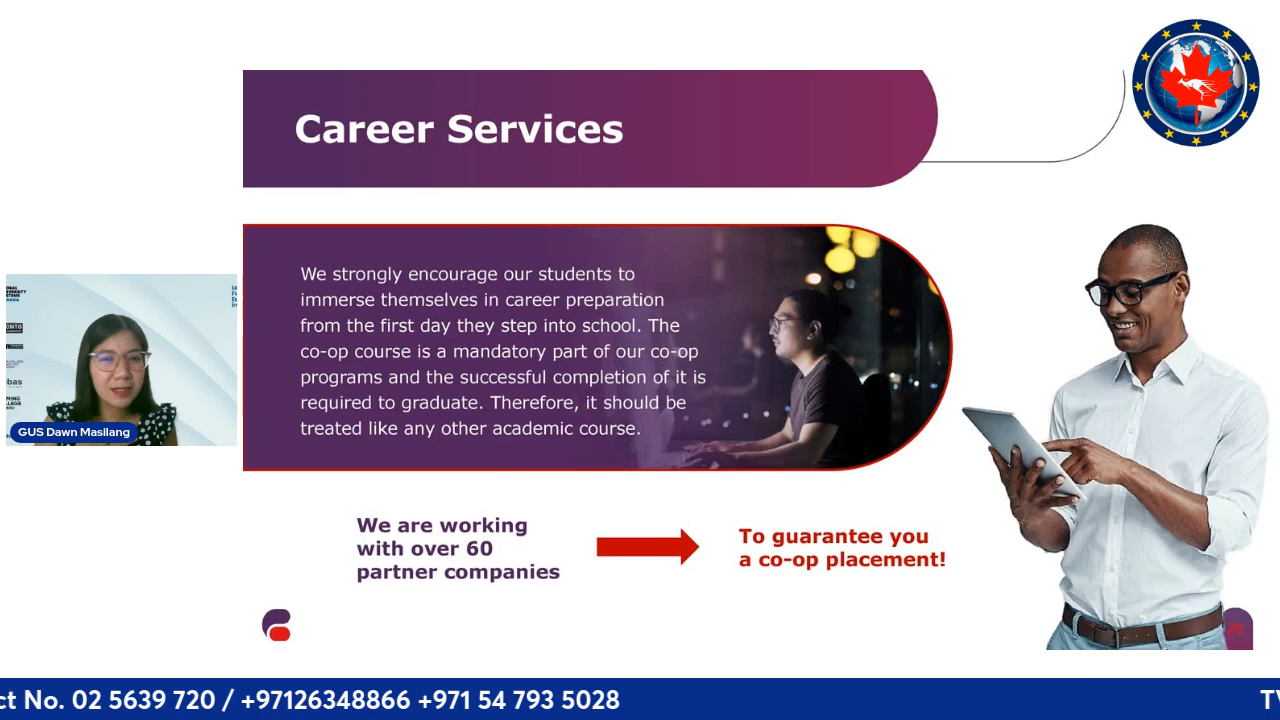 Career Services
We strongly encourage our students to
immerse themselves in career preparation
from the first day they step into school. The
co-op course is a mandatory part of our co-op
programs and the successful completion of it is
required to graduate. Therefore, it should be
treated like any other academic course.
GUS Dawn Masilang
We are working
with over 60
partner companies
To guarantee you
a co-op placement!
ct No. 02 5639 720 / +97126348866 +971 54 793 5028